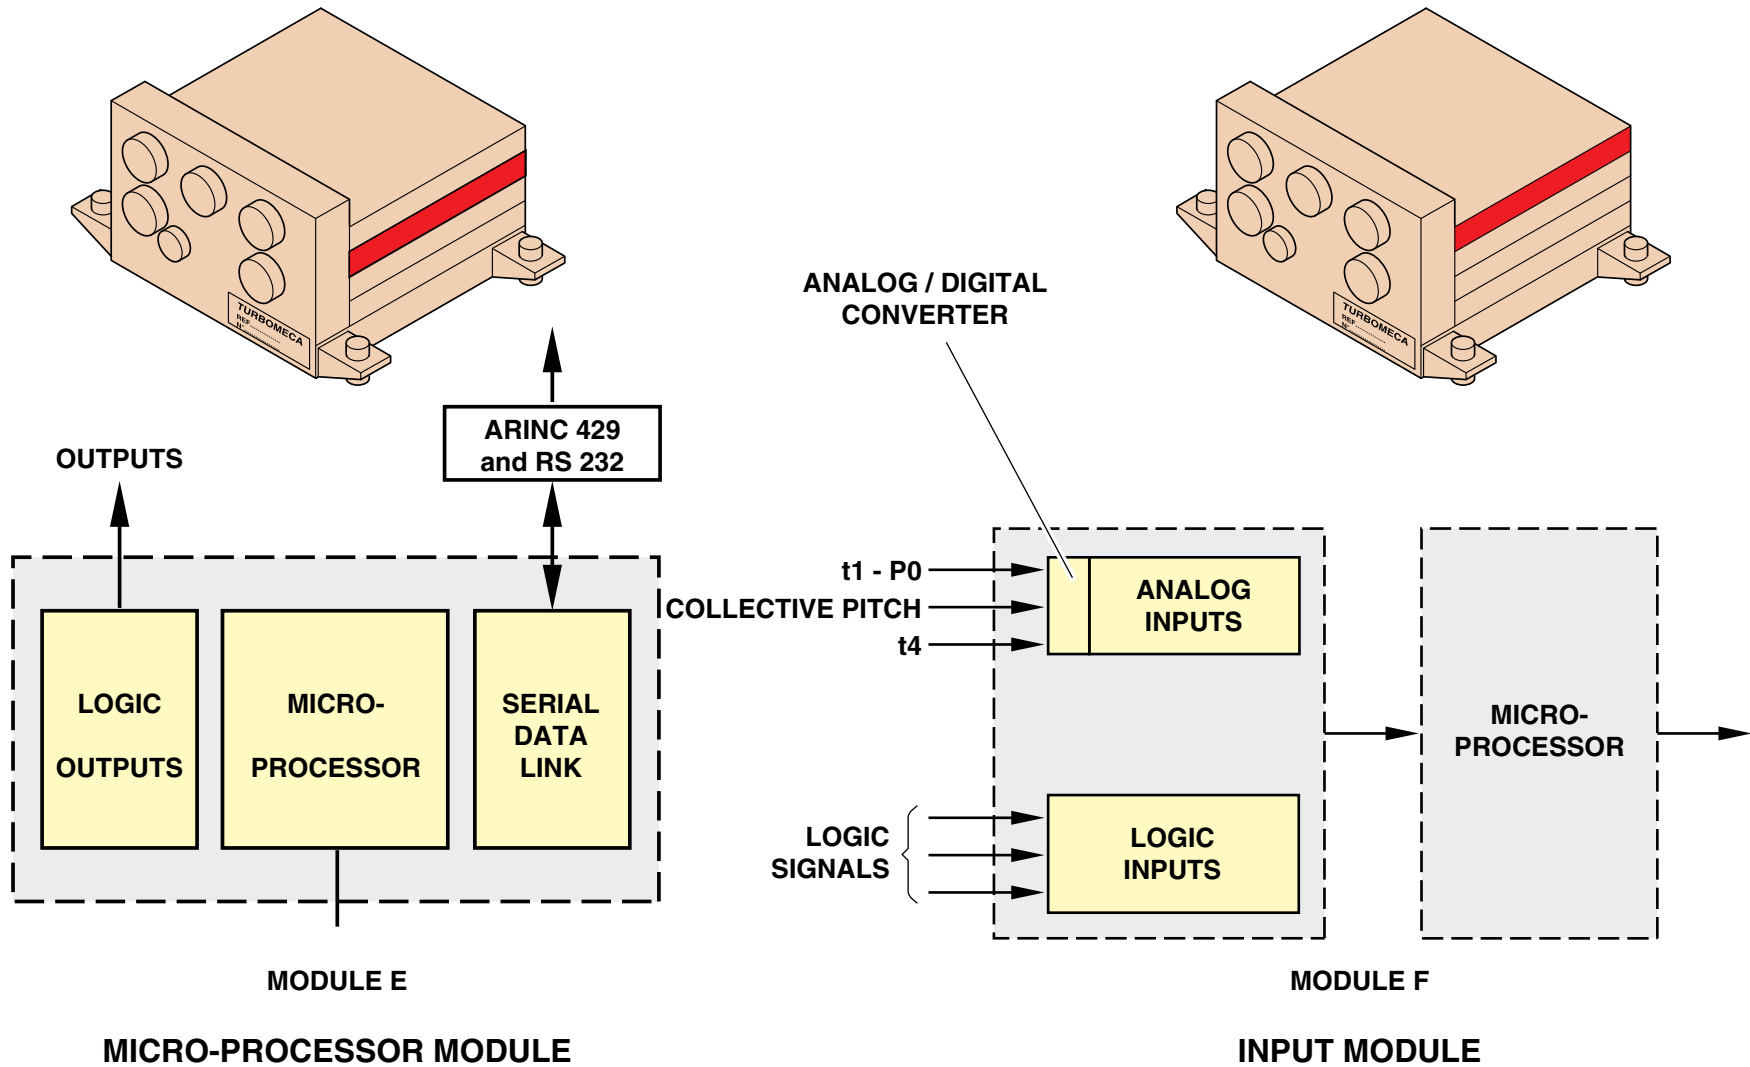 TURBOMECA
REF ................
N° ................
TURBOMECA
REF ................
N° ................
ANALOG / DIGITAL
CONVERTER
ARINC 429
and RS 232
OUTPUTS
LOGIC
OUTPUTS
MICRO-
PROCESSOR
SERIAL
DATA
LINK
t1 - P0
COLLECTIVE PITCH
t4
ANALOG
INPUTS
LOGIC
SIGNALS
LOGIC
INPUTS
MICRO-
PROCESSOR
MODULE E
MICRO-PROCESSOR MODULE
MODULE F
INPUT MODULE